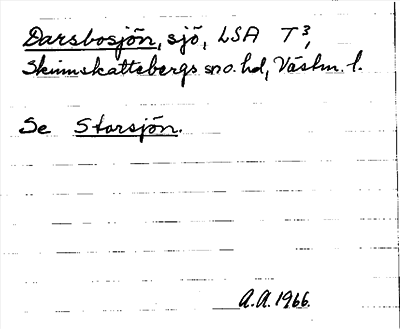 Darsbosjön, sjö, LSA T³,
Skinnskattebergs sn o. hd, Västm. l.
Se Storsjön.
A.A. 1966.